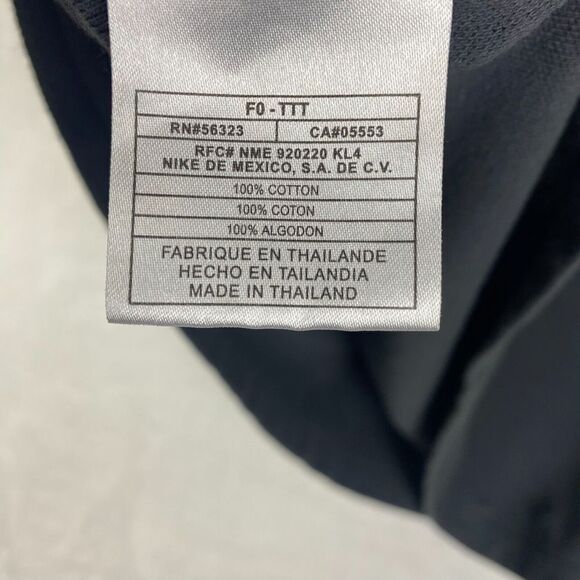 F0 - TTT
RN#56323 CA#05553
RFC# NME 920220 KL4
NIKE DE MEXICO, S.A. DE C.V.
100% COTTON
100% COTON
100% ALGODON
FABRIQUE EN THAILANDE
HECHO EN TAILANDIA
MADE IN THAILAND